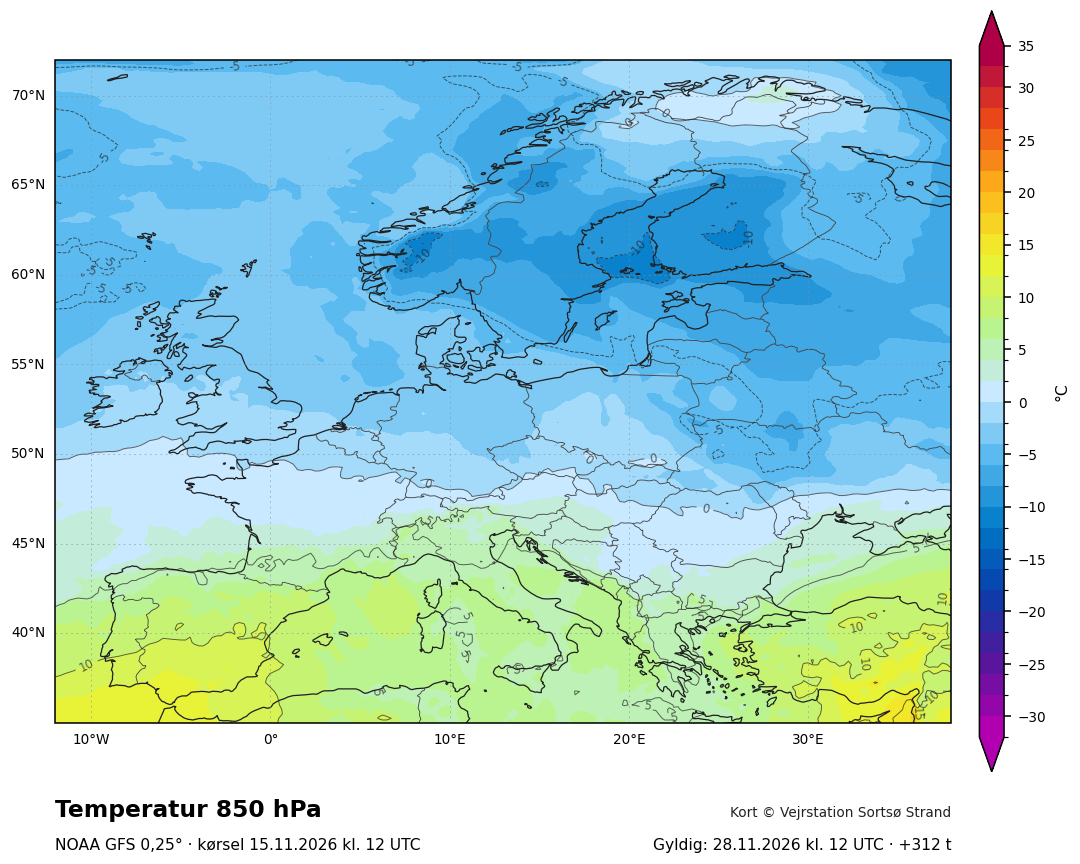 70°N
65°N
60°N
55°N
50°N
45°N
40°N
10°W
0°
10°E
20°E
30°E
35
30
25
20
15
10
5
0
−5
−10
−15
−20
−25
−30
°C
Temperatur 850 hPa
Kort © Vejrstation Sortsø Strand
NOAA GFS 0,25° · kørsel 15.11.2026 kl. 12 UTC
Gyldig: 28.11.2026 kl. 12 UTC · +312 t